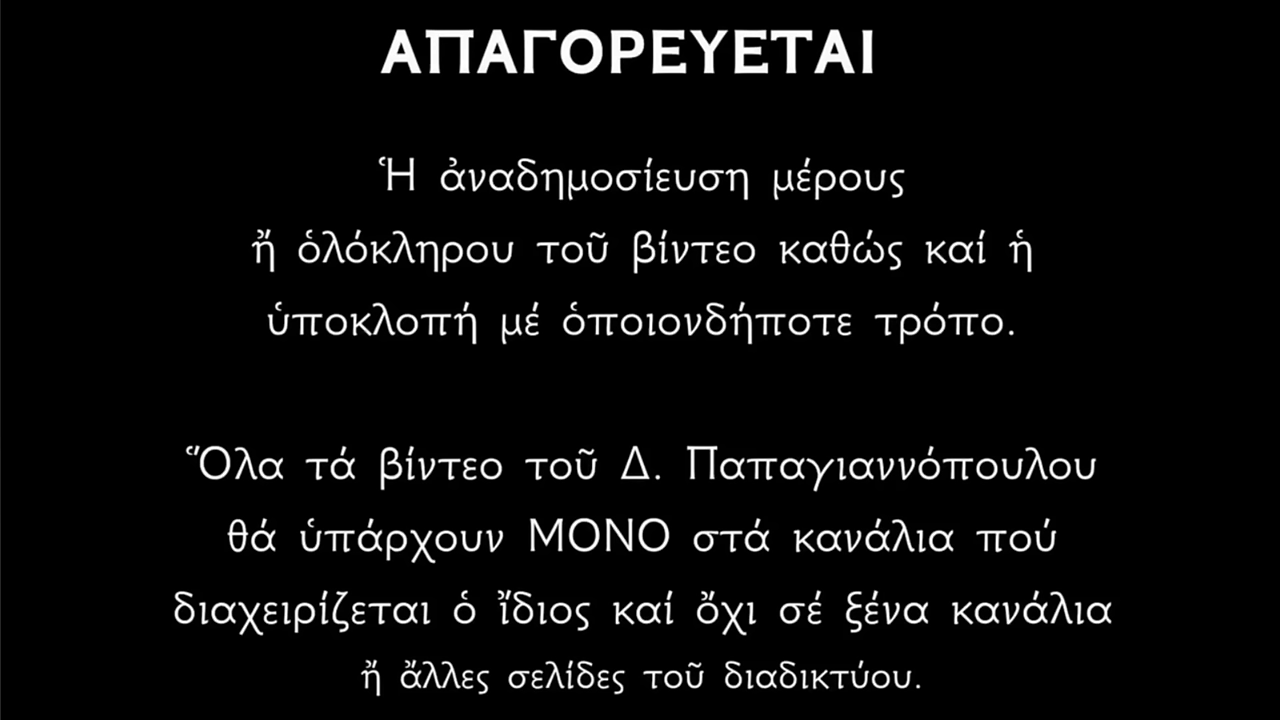 ΑΠΑΓΟΡΕΥΕΤΑΙ
Ἡ ἀναδημοσίευση μέρους
ἤ ὁλόκληρου τοῦ βίντεο καθώς καί ἡ
ὑποκλοπή μέ ὁποιονδήποτε τρόπο.
Ὅλα τά βίντεο τοῦ Δ. Παπαγιαννόπουλου
θά ὑπάρχουν ΜΟΝΟ στά κανάλια πού
διαχειρίζεται ὁ ἴδιος καί ὄχι σέ ξένα κανάλια
ἤ ἄλλες σελίδες τοῦ διαδικτύου.